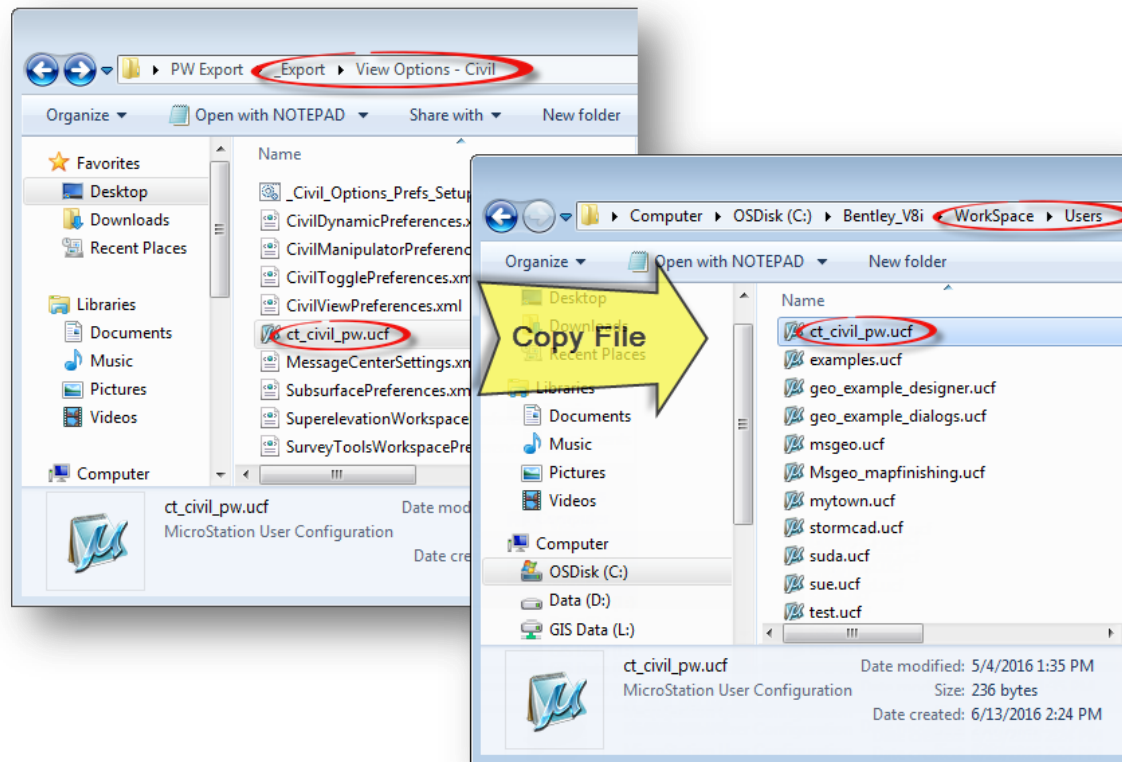 PW Export _Export View Options - Civil
Organize Open with NOTEPAD Share with New folder
Favorites
Desktop
Downloads
Recent Places
Libraries
Documents
Music
Pictures
Videos
Computer
Name
_Civil_Options_Prefs_Setup
CivilDynamicPreferences.x
CivilManipulatorPreferenc
CivilTogglePreferences.xm
CivilViewPreferences.xml
ct_civil_pw.ucf
MessageCenterSettings.xm
SubsurfacePreferences.xm
SuperelevationWorkspace
SurveyToolsWorkspacePre
ct_civil_pw.ucf Date mod
MicroStation User Configuration
Date cre
Copy File
Computer OSDisk (C:) Bentley_V8i WorkSpace Users
Organize Open with NOTEPAD New folder
Desktop
Downloads
Recent Places
Libraries
Documents
Music
Pictures
Videos
Computer
OSDisk (C:)
Data (D:)
GIS Data (L:)
Name
ct_civil_pw.ucf
examples.ucf
geo_example_designer.ucf
geo_example_dialogs.ucf
msgeo.ucf
Msgeo_mapfinishing.ucf
mytown.ucf
stormcad.ucf
suda.ucf
sue.ucf
test.ucf
ct_civil_pw.ucf Date modified: 5/4/2016 1:35 PM
MicroStation User Configuration Size: 236 bytes
Date created: 6/13/2016 2:24 PM